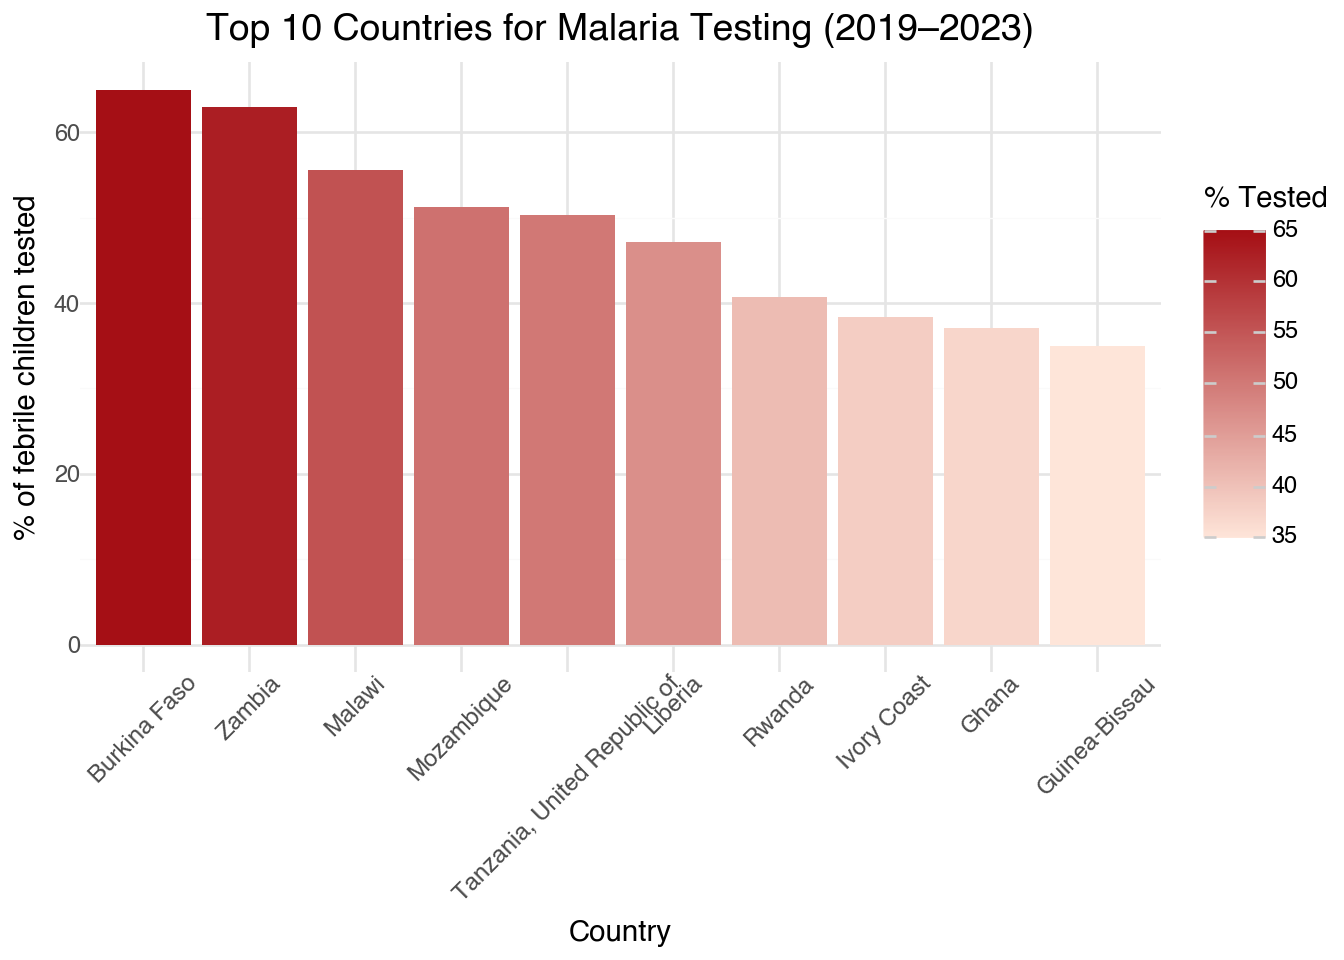 Top 10 Countries for Malaria Testing (2019–2023)
% of febrile children tested
60
40
20
0
Burkina Faso
Zambia
Malawi
Mozambique
Tanzania, United Republic of
Liberia
Rwanda
Ivory Coast
Ghana
Guinea-Bissau
Country
% Tested
65
60
55
50
45
40
35